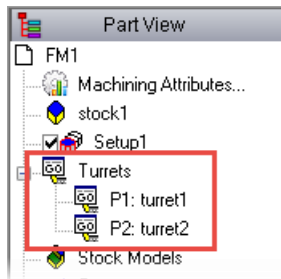 Part View
FM1
Machining Attributes...
stock1
Setup1
Turrets
P1: turret1
P2: turret2
Stock Models